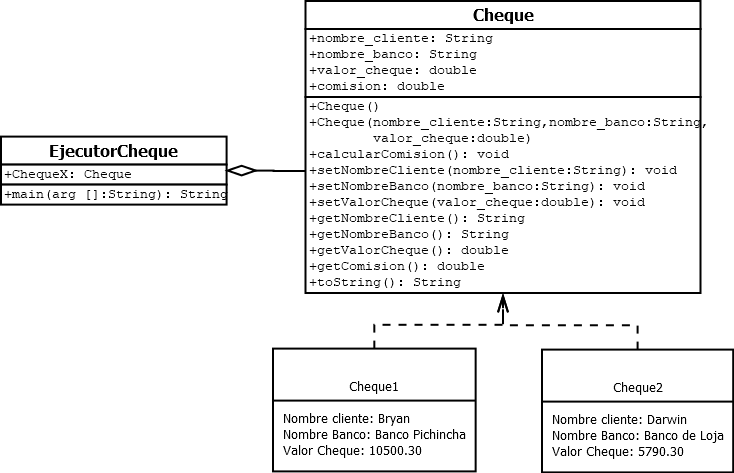 Cheque
+nombre_cliente: String
+nombre_banco: String
+valor_cheque: double
+comision: double
+Cheque()
+Cheque(nombre_cliente:String,nombre_banco:String,
valor_cheque:double)
+calcularComision(): void
+setNombreCliente(nombre_cliente:String): void
+setNombreBanco(nombre_banco:String): void
+setValorCheque(valor_cheque:double): void
+getNombreCliente(): String
+getNombreBanco(): String
+getValorCheque(): double
+getComision(): double
+toString(): String
EjecutorCheque
+ChequeX: Cheque
+main(arg []:String): String
Cheque1
Nombre cliente: Bryan
Nombre Banco: Banco Pichincha
Valor Cheque: 10500.30
Cheque2
Nombre cliente: Darwin
Nombre Banco: Banco de Loja
Valor Cheque: 5790.30